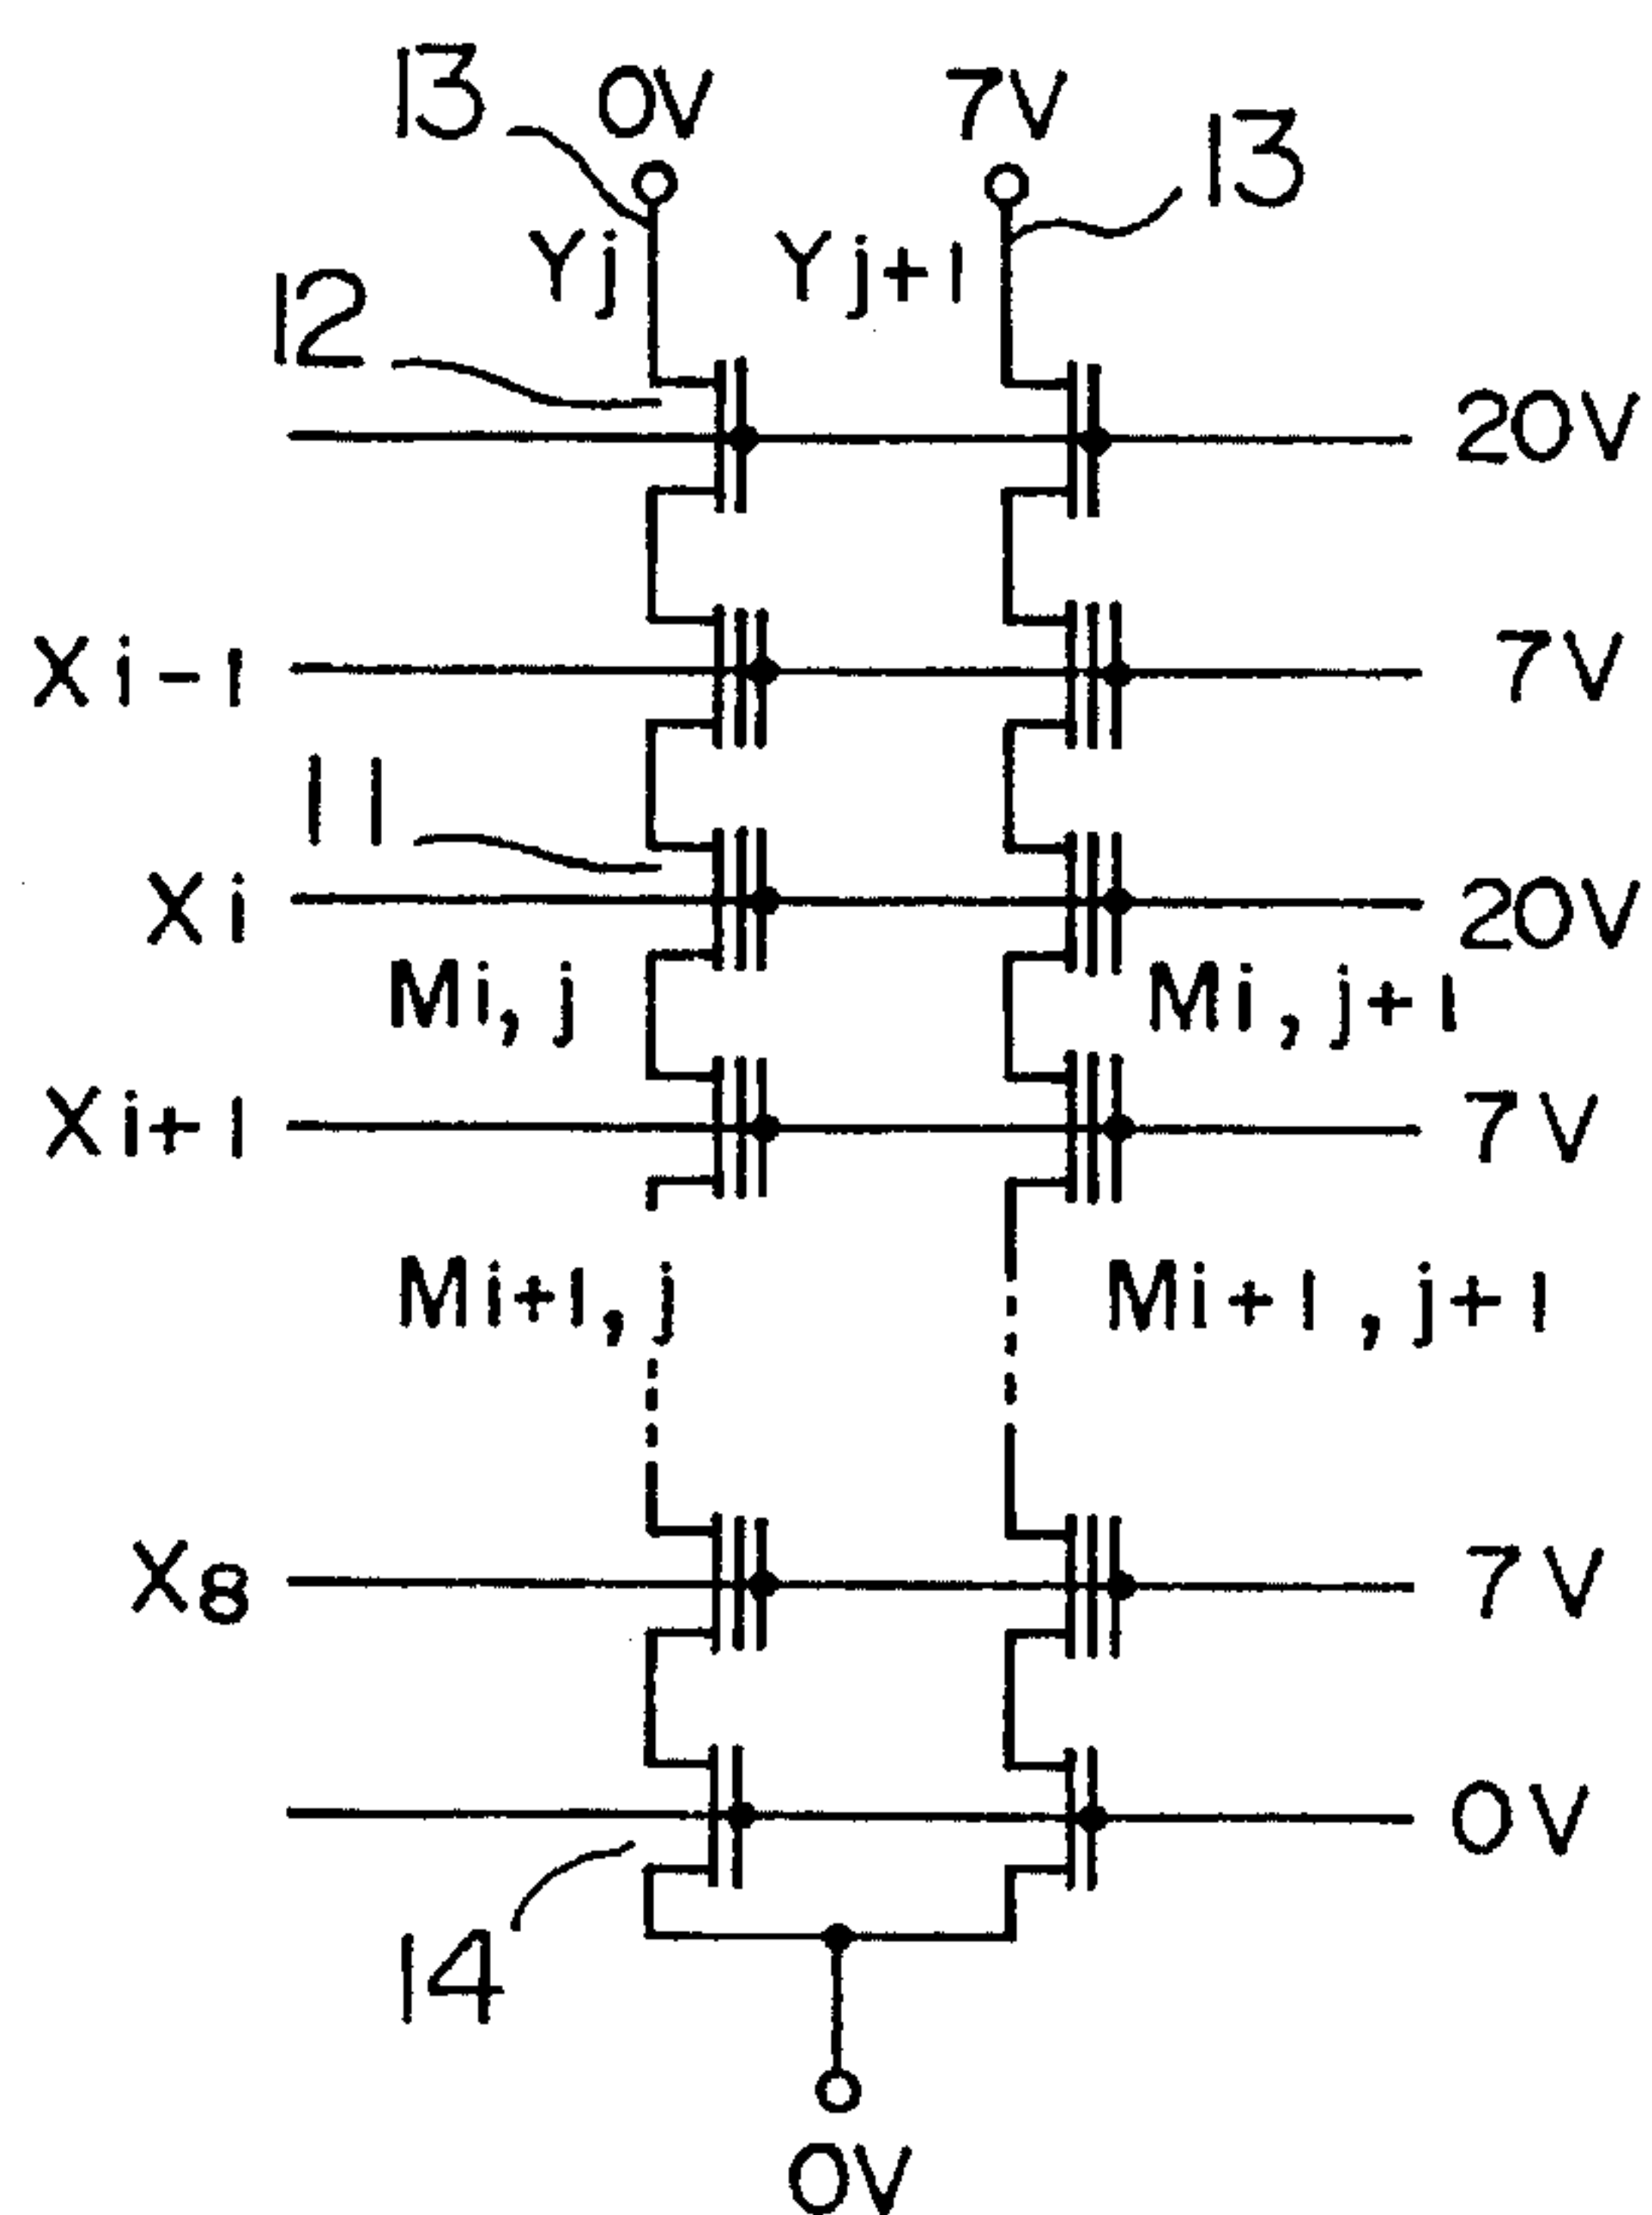 13 0V 7V 13
Yj Yj+1
12
20V
Xi-1 7V
11
Xi 20V
Mi,j Mi,j+1
Xi+1 7V
Mi+1,j Mi+1,j+1
X8 7V
0V
14
0V